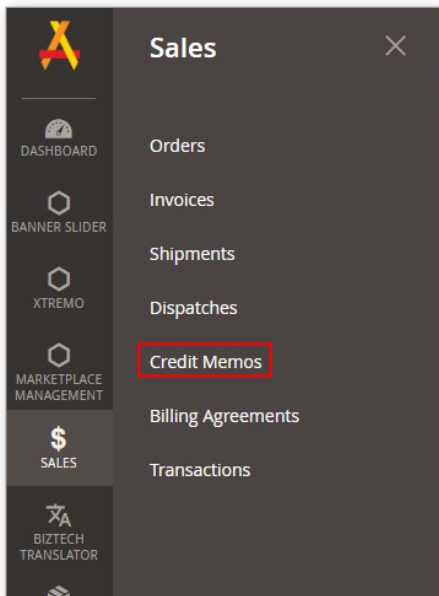 Sales
DASHBOARD
BANNER SLIDER
XTREMO
MARKETPLACE
MANAGEMENT
$
SALES
BIZTECH
TRANSLATOR
Orders
Invoices
Shipments
Dispatches
Credit Memos
Billing Agreements
Transactions